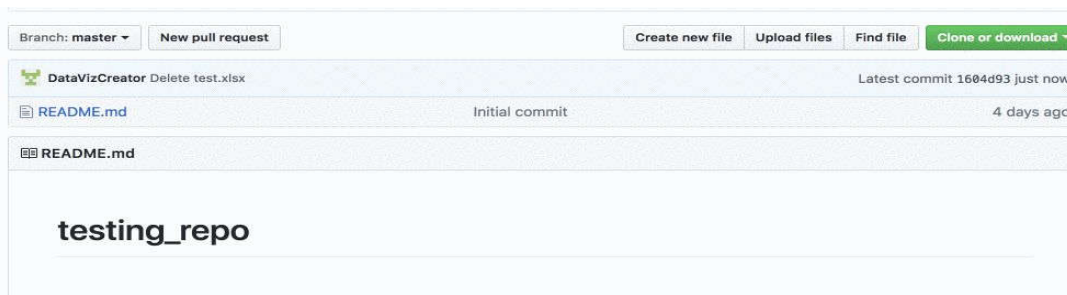 Branch: master New pull request Create new file Upload files Find file Clone or download
DataVizCreator Delete test.xlsx Latest commit 1604d93 just now
README.md Initial commit 4 days ago
README.md
testing_repo